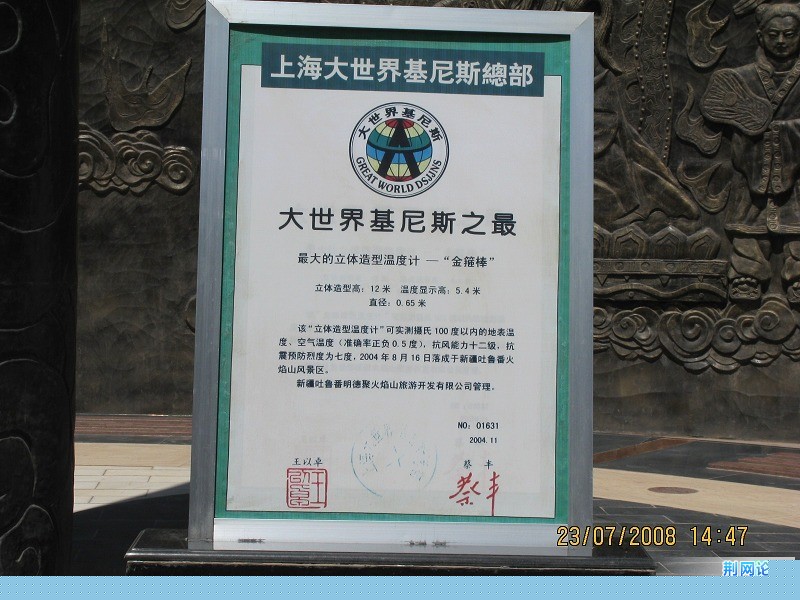 上海大世界基尼斯總部
大世界基尼斯
GREAT WORLD DSJJNS
大世界基尼斯之最
最大的立体造型温度计 — “金箍棒”
立体造型高：12 米 温度显示高：5.4 米
直径：0.65 米
该“立体造型温度计”可实测摄氏 100 度以内的地表温
度、空气温度（准确率正负 0.5 度），抗风能力十二级，抗
震预防烈度为七度，2004 年 8 月 16 日落成于新疆吐鲁番火
焰山风景区。
新疆吐鲁番明德聚火焰山旅游开发有限公司管理。
NO：01631
2004.11
王以卓
蔡 丰
蔡丰
23/07/2008 14:47
荆网论